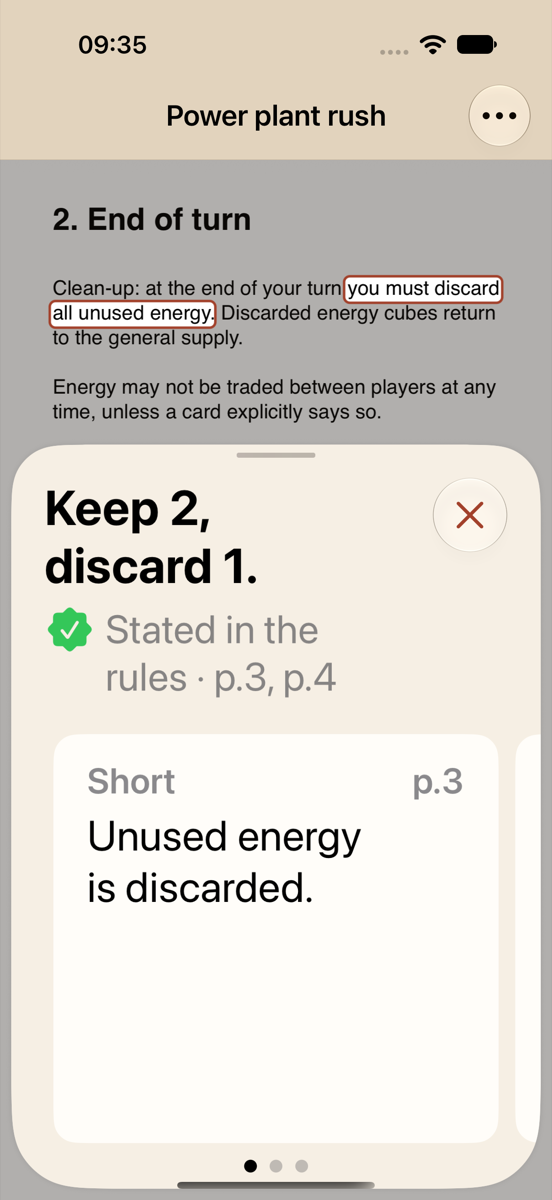 09:35
Power plant rush
2. End of turn
Clean-up: at the end of your turn you must discard
all unused energy. Discarded energy cubes return
to the general supply.
Energy may not be traded between players at any
time, unless a card explicitly says so.
Keep 2,
discard 1.
Stated in the
rules · p.3, p.4
Short p.3
Unused energy
is discarded.